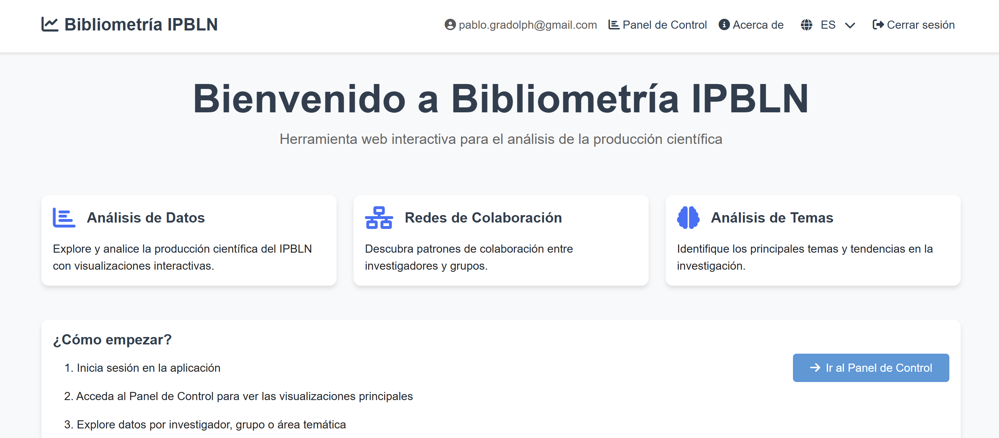 Bibliometría IPBLN
pablo.gradolph@gmail.com
Panel de Control
Acerca de
ES
Cerrar sesión
Bienvenido a Bibliometría IPBLN
Herramienta web interactiva para el análisis de la producción científica
Análisis de Datos
Explore y analice la producción científica del IPBLN
con visualizaciones interactivas.
Redes de Colaboración
Descubra patrones de colaboración entre
investigadores y grupos.
Análisis de Temas
Identifique los principales temas y tendencias en la
investigación.
¿Cómo empezar?
1. Inicia sesión en la aplicación
2. Acceda al Panel de Control para ver las visualizaciones principales
3. Explore datos por investigador, grupo o área temática
Ir al Panel de Control